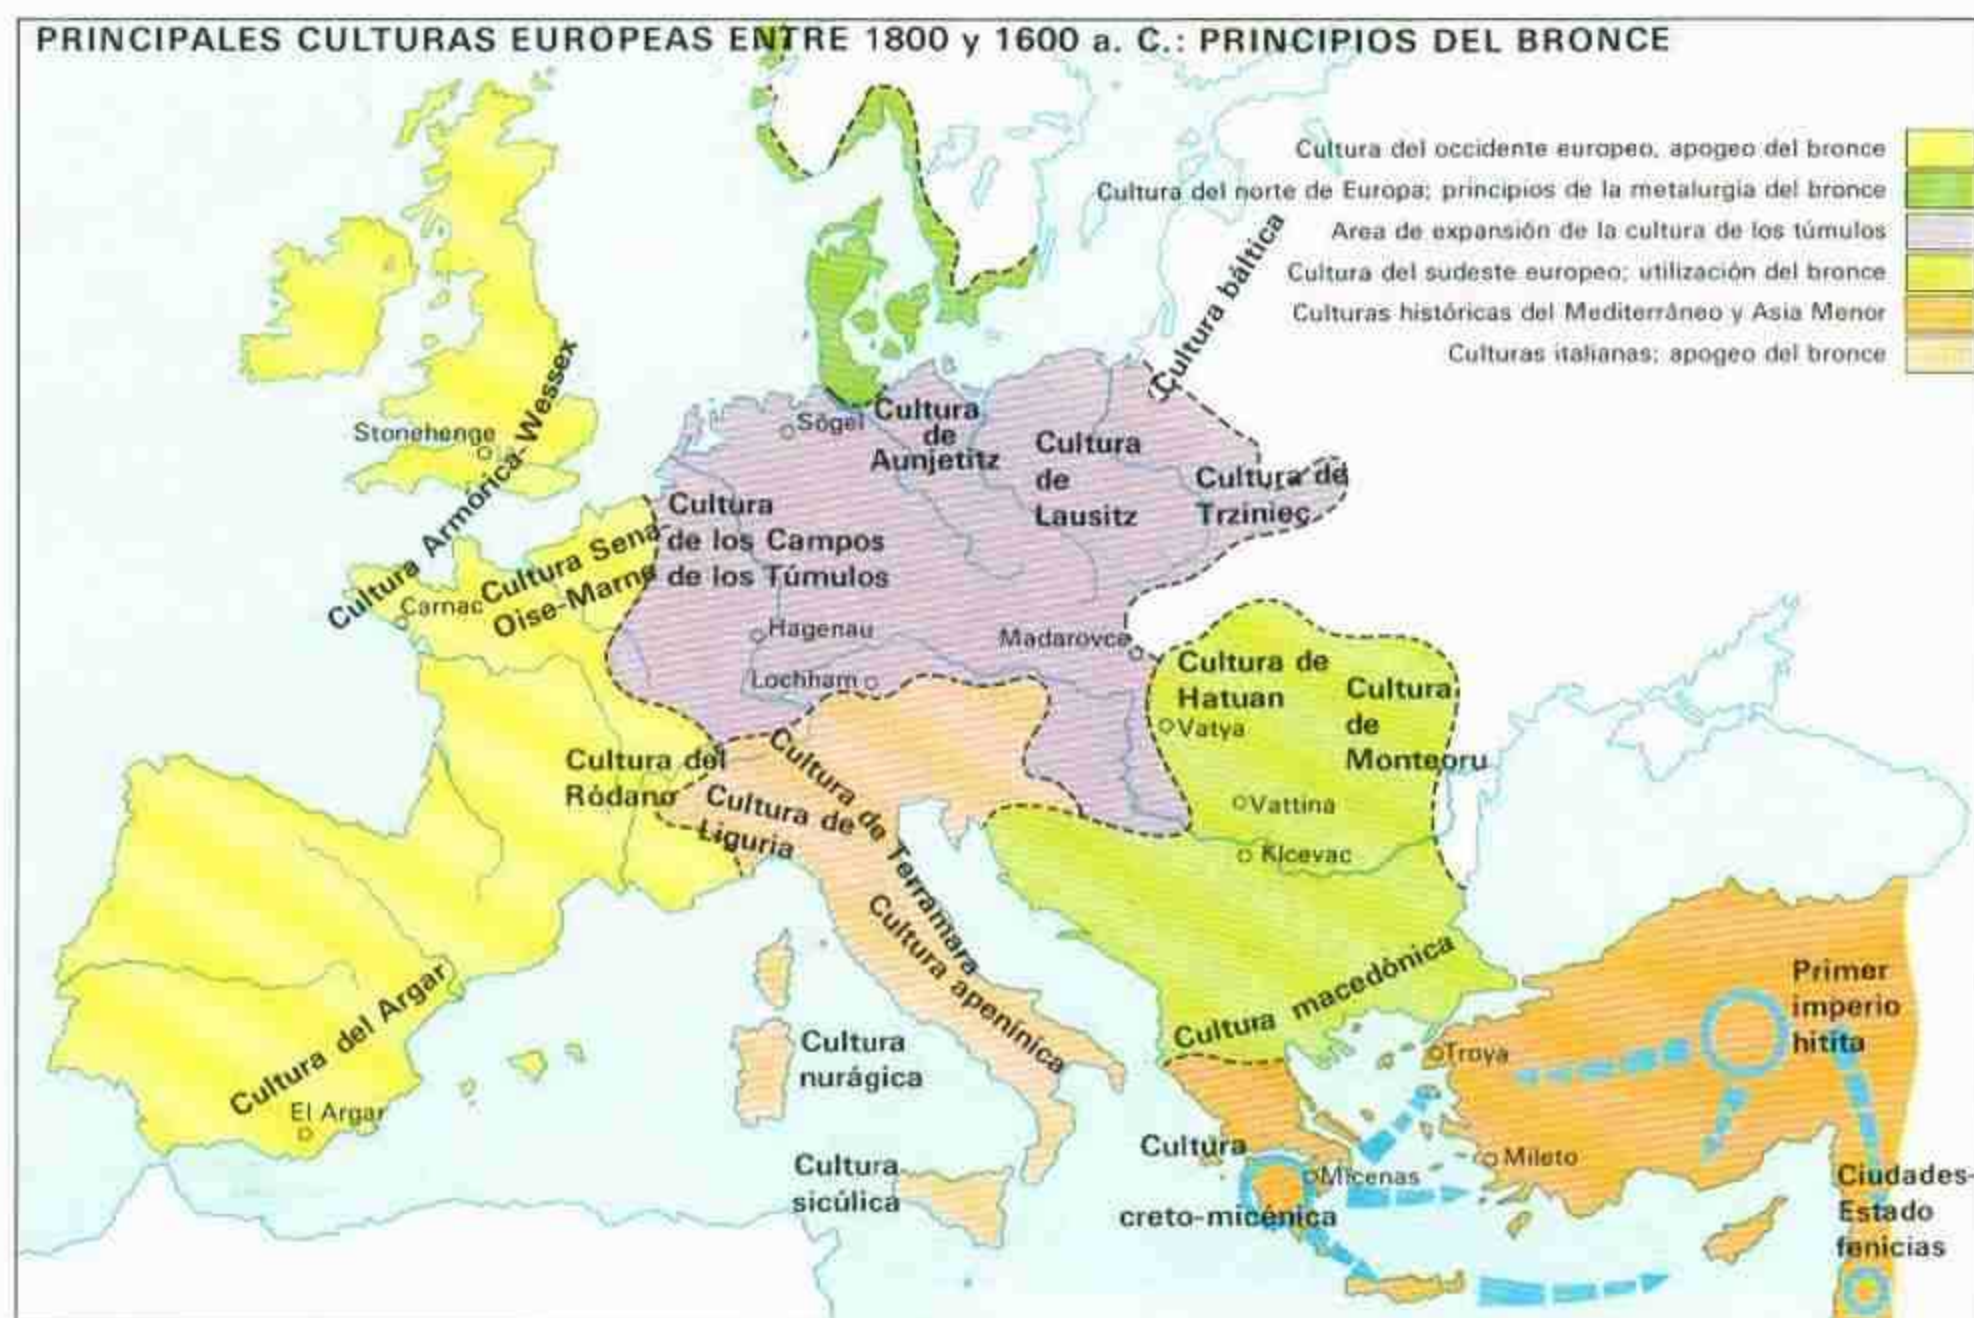 PRINCIPALES CULTURAS EUROPEAS ENTRE 1800 y 1600 a. C.: PRINCIPIOS DEL BRONCE
Cultura del occidente europeo, apogeo del bronce
Cultura del norte de Europa; principios de la metalurgia del bronce
Area de expansión de la cultura de los túmulos
Cultura del sudeste europeo; utilización del bronce
Culturas históricas del Mediterráneo y Asia Menor
Culturas italianas; apogeo del bronce
Cultura báltica
Cultura Armórica-Wessex
Stonehenge
Sögel
Cultura
de
Aunjetitz
Cultura
de
Lausitz
Cultura de
Trziniec
Cultura
de los Campos
de los Túmulos
Cultura Sena
Oise-Marne
Carnac
Hagenau
Lochham
Madarovce
Cultura de
Hatuan
Vatya
Cultura
de
Monteoru
Vattina
Kicevac
Cultura del
Ródano
Cultura de
Liguria
Cultura de Terramara
Cultura apenínica
Cultura macedónica
Cultura del Argar
El Argar
Cultura
nurágica
Cultura
sicúlica
Cultura
creto-micénica
Micenas
Troya
Mileto
Primer
imperio
hitita
Ciudades-
Estado
fenicias